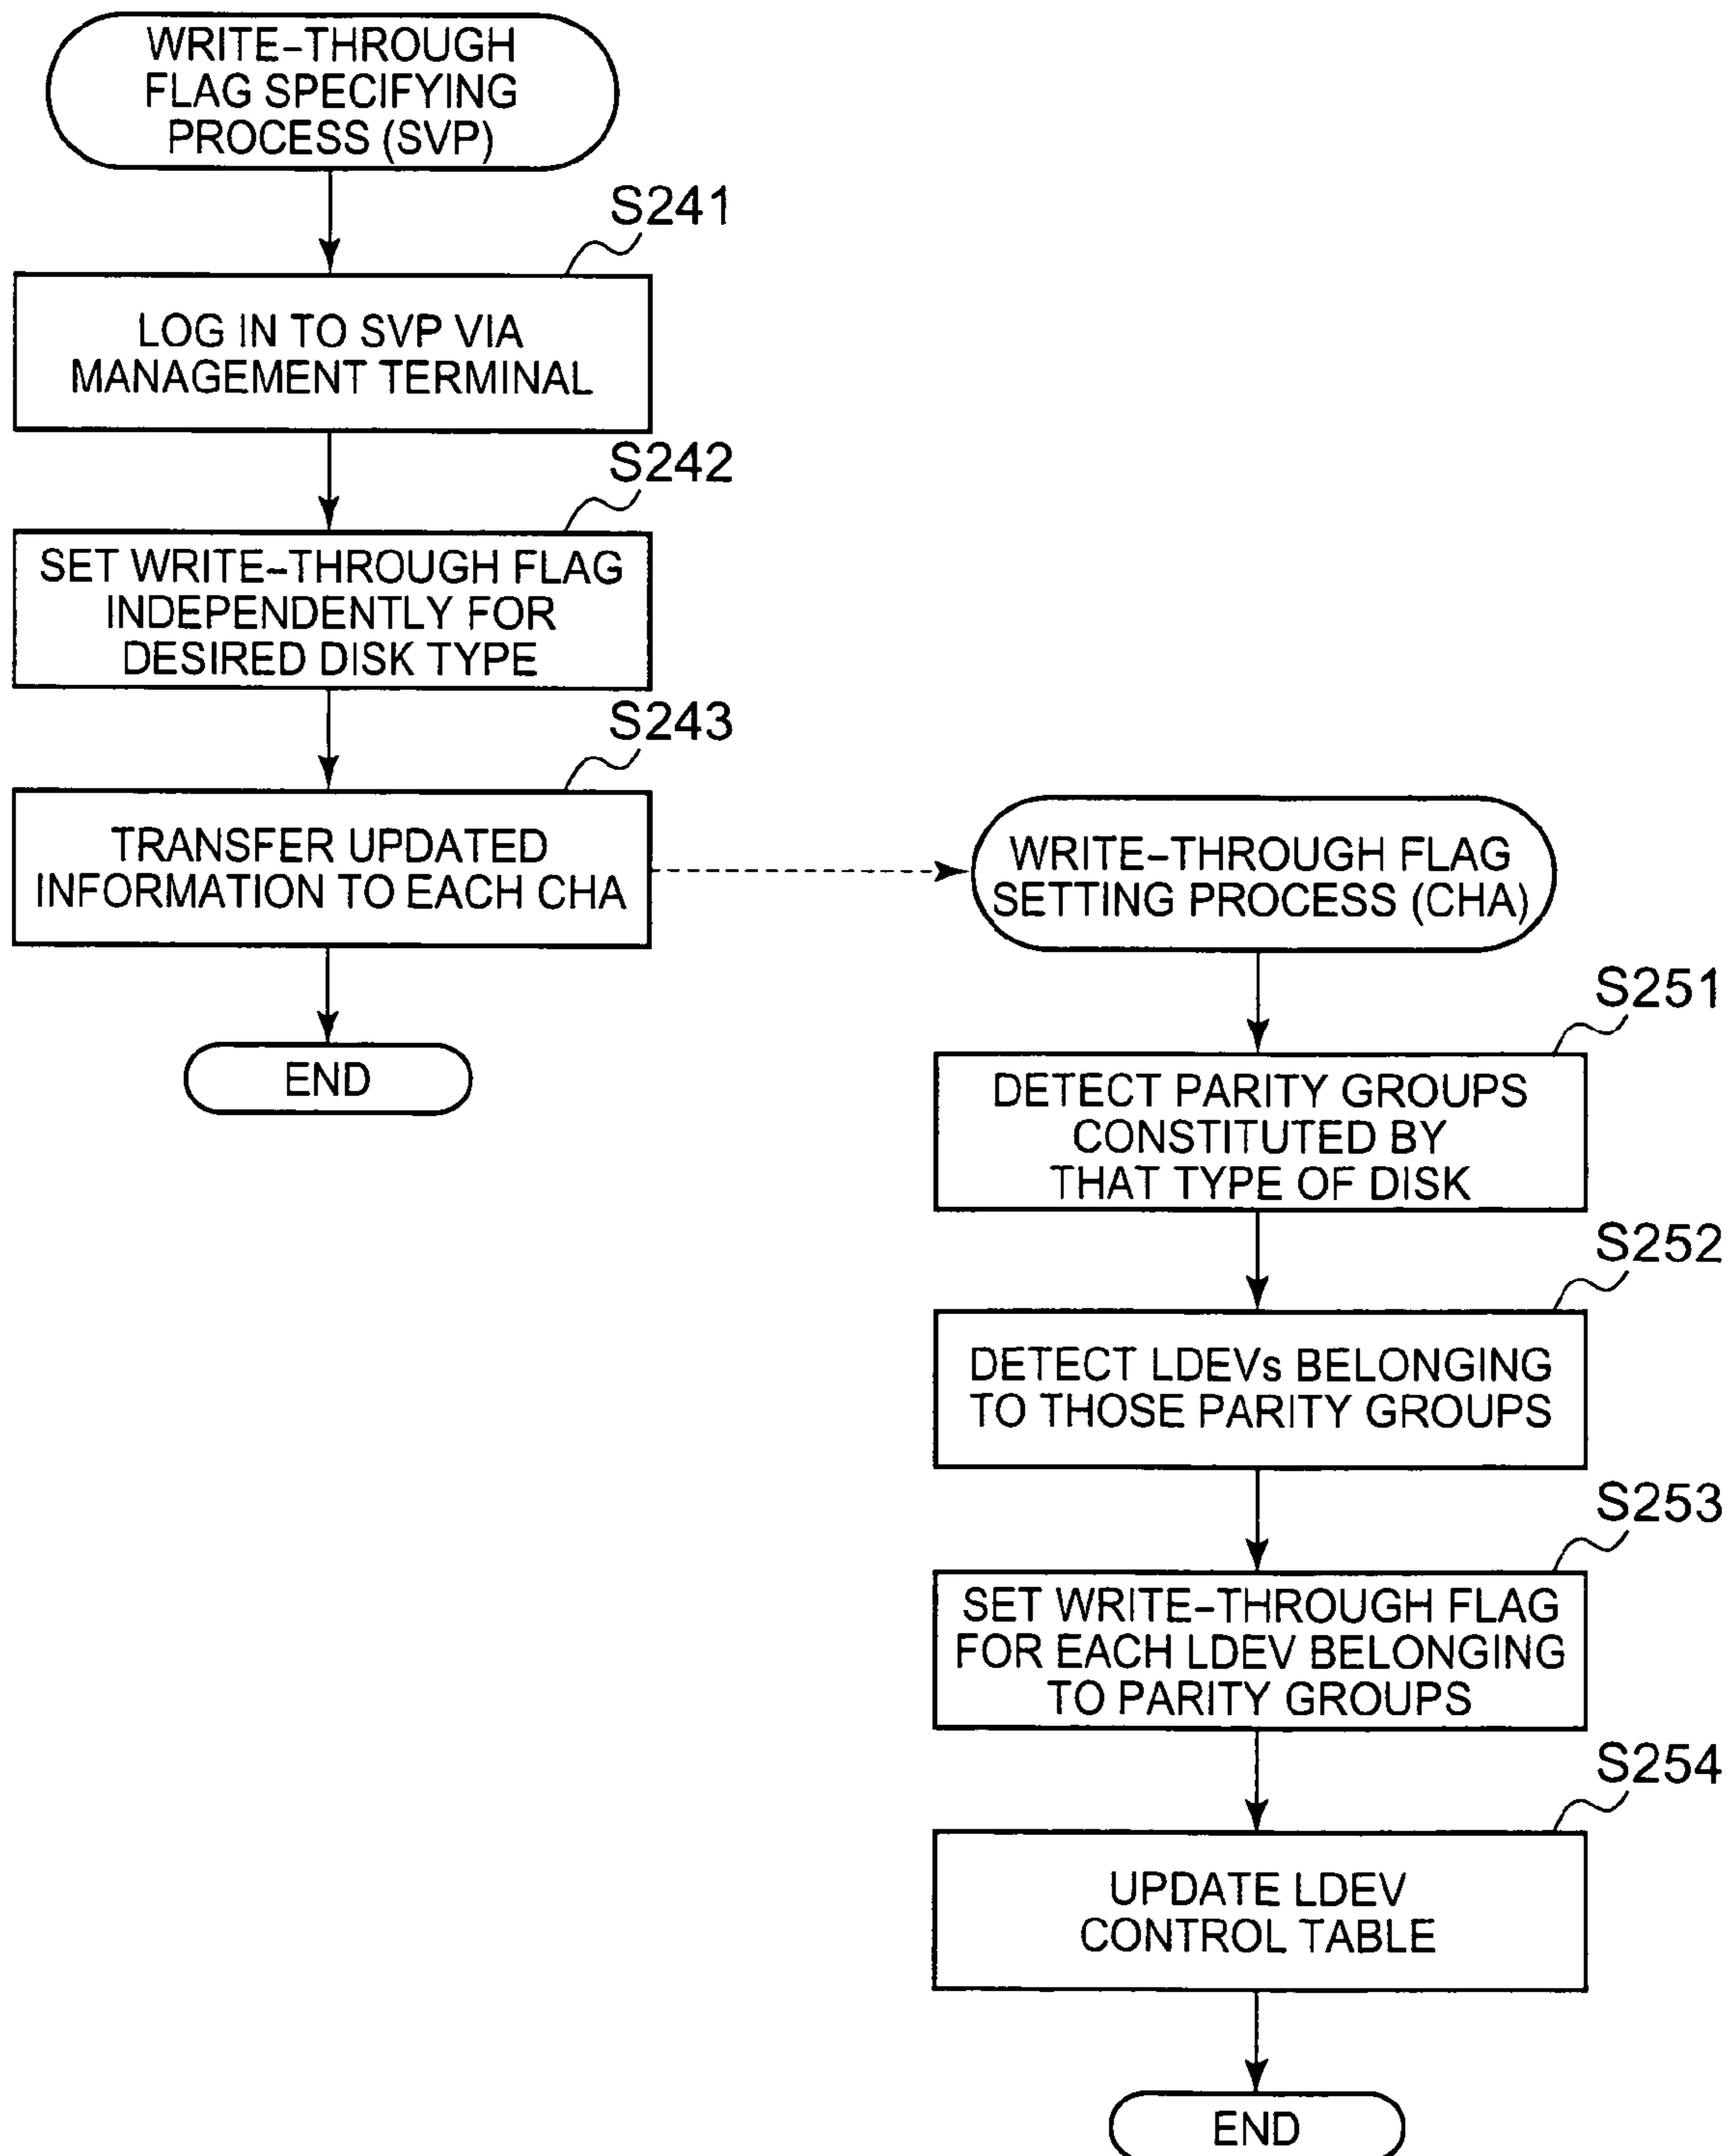 WRITE-THROUGH
FLAG SPECIFYING
PROCESS (SVP)
S241
LOG IN TO SVP VIA
MANAGEMENT TERMINAL
S242
SET WRITE-THROUGH FLAG
INDEPENDENTLY FOR
DESIRED DISK TYPE
S243
TRANSFER UPDATED
INFORMATION TO EACH CHA
END
WRITE-THROUGH FLAG
SETTING PROCESS (CHA)
S251
DETECT PARITY GROUPS
CONSTITUTED BY
THAT TYPE OF DISK
S252
DETECT LDEVs BELONGING
TO THOSE PARITY GROUPS
S253
SET WRITE-THROUGH FLAG
FOR EACH LDEV BELONGING
TO PARITY GROUPS
S254
UPDATE LDEV
CONTROL TABLE
END